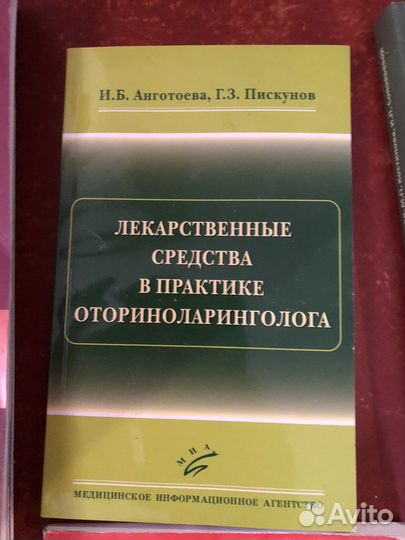 И.Б. Анготоева, Г.З. Пискунов
ЛЕКАРСТВЕННЫЕ
СРЕДСТВА
В ПРАКТИКЕ
ОТОРИНОЛАРИНГОЛОГА
МИА
МЕДИЦИНСКОЕ ИНФОРМАЦИОННОЕ АГЕНТСТВО
Avito